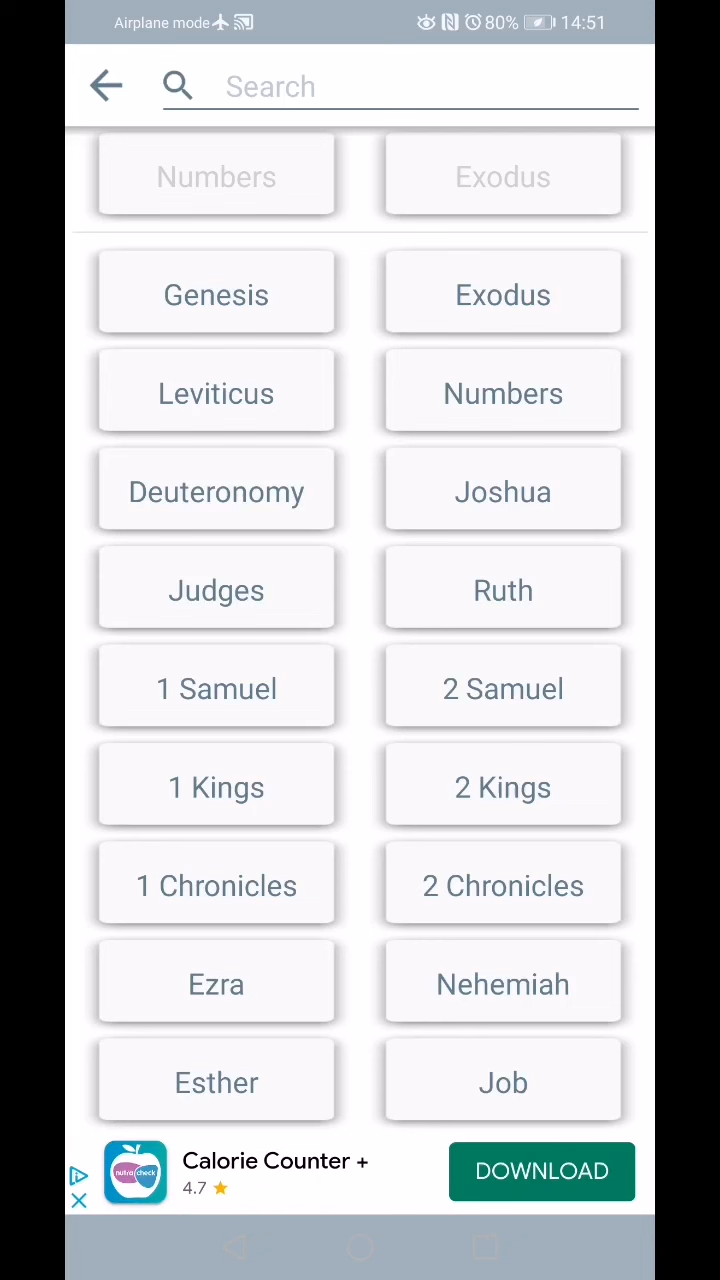 Airplane mode 80% 14:51
Search
Numbers Exodus
Genesis Exodus
Leviticus Numbers
Deuteronomy Joshua
Judges Ruth
1 Samuel 2 Samuel
1 Kings 2 Kings
1 Chronicles 2 Chronicles
Ezra Nehemiah
Esther Job
nutracheck
Calorie Counter +
4.7
DOWNLOAD